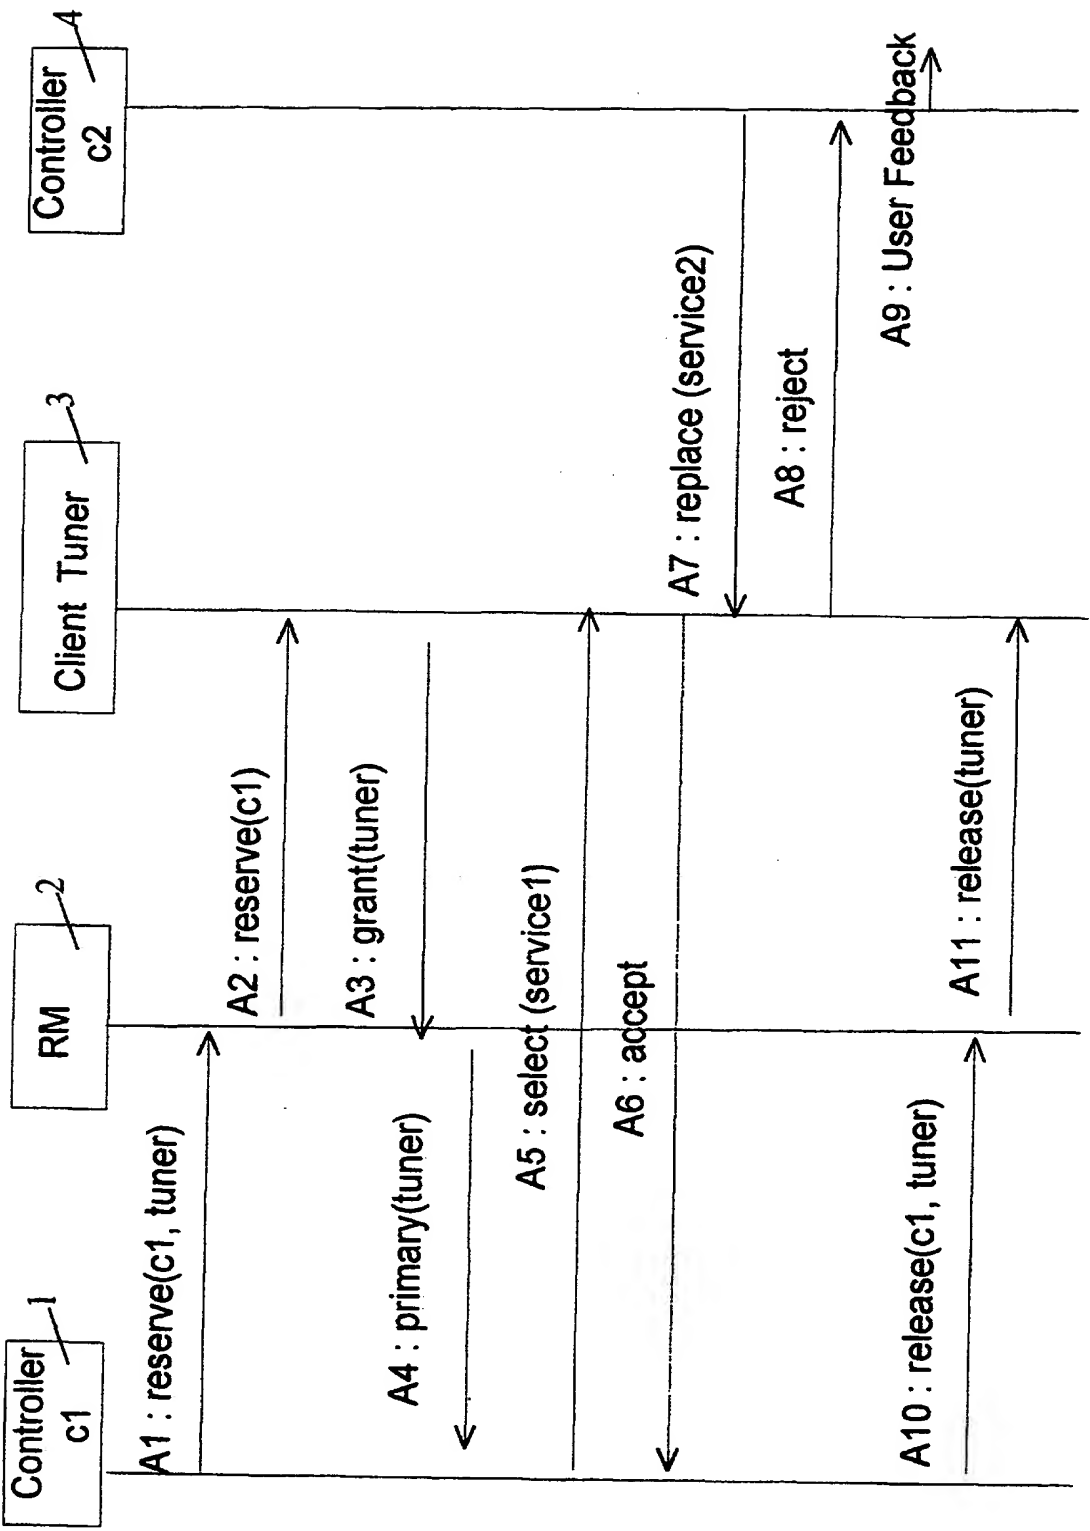 Controller
c1
1
RM
2
Client Tuner
3
Controller
c2
4
A1 : reserve(c1, tuner)
A2 : reserve(c1)
A3 : grant(tuner)
A4 : primary(tuner)
A5 : select (service1)
A6 : accept
A7 : replace (service2)
A8 : reject
A9 : User Feedback
A10 : release(c1, tuner)
A11 : release(tuner)